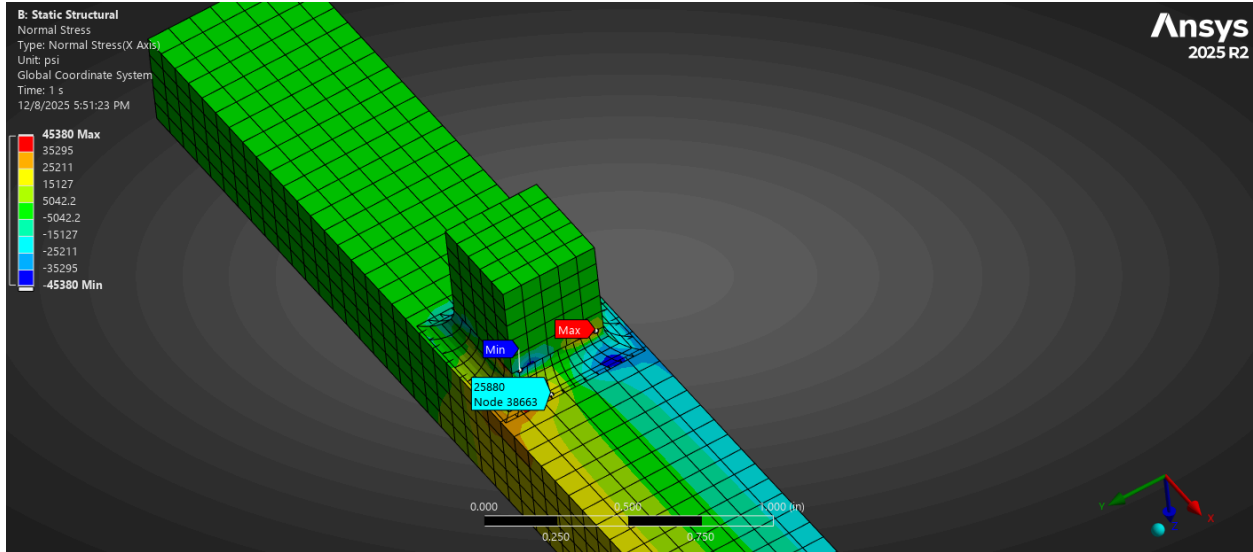 B: Static Structural
Normal Stress
Type: Normal Stress(X Axis)
Unit: psi
Global Coordinate System
Time: 1 s
12/8/2025 5:51:23 PM
45380 Max
35295
25211
15127
5042.2
-5042.2
-15127
-25211
-35295
-45380 Min
Ansys
2025 R2
Max
Min
25880
Node 38663
0.000
0.500
1.000 (in)
0.250
0.750
Y
Z
X